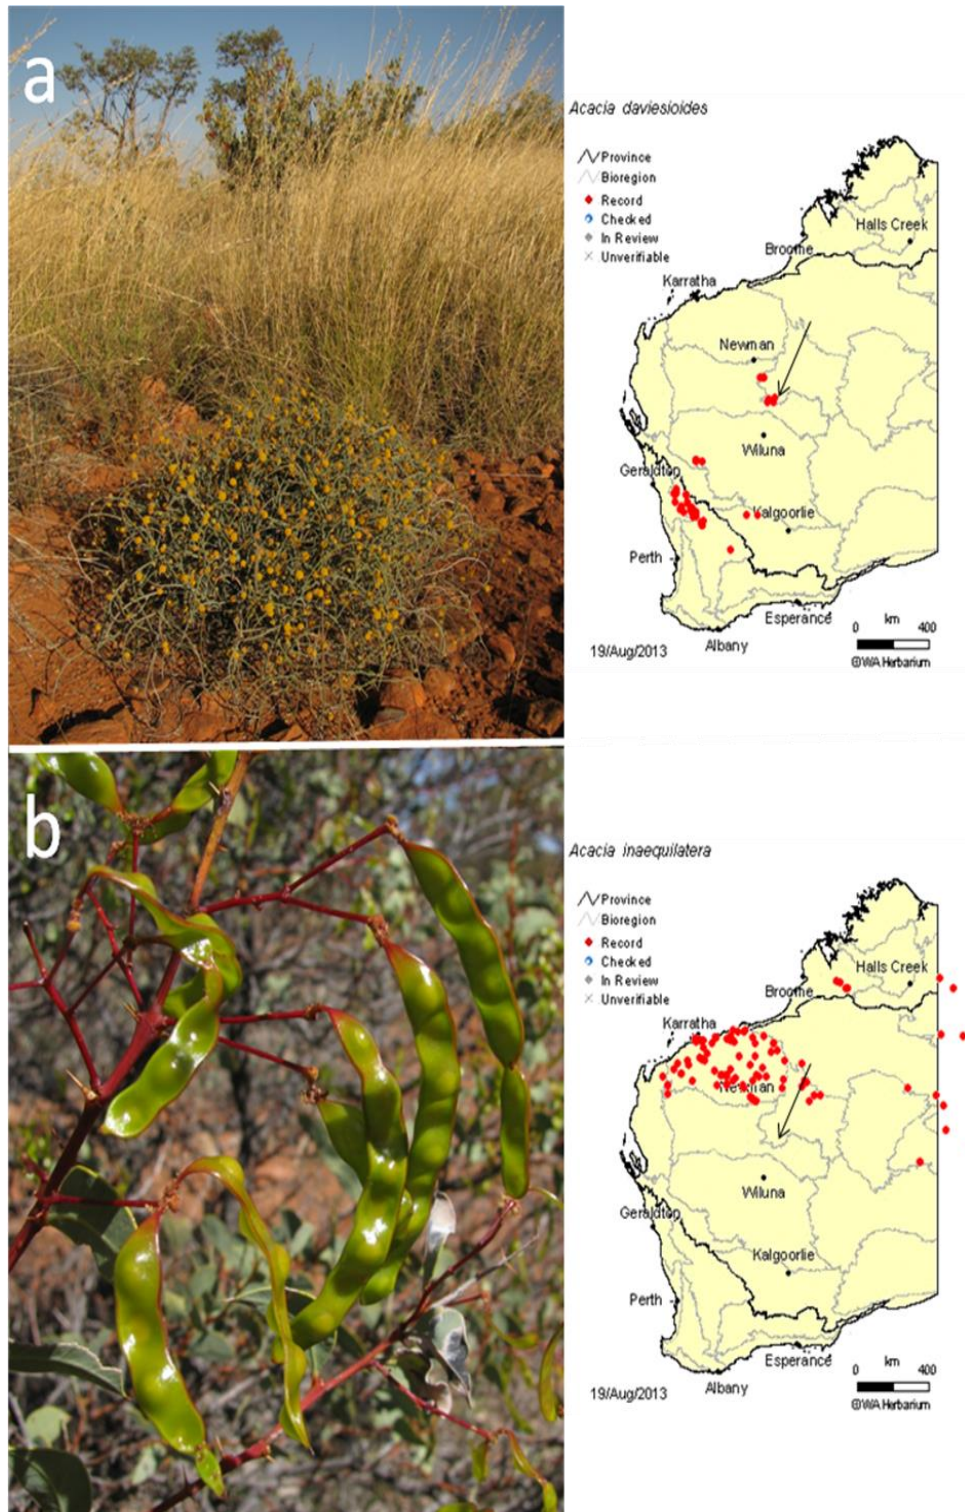 a
Acacia daviesioides
Province
Bioregion
Record
Checked
In Review
Unverifiable
Halls Creek
Broome
Karratha
Newman
Wiluna
Geraldton
Kalgoorlie
Perth
Esperance
Albany
km
0 400
19/Aug/2013
©WA Herbarium
b
Acacia inaequilatera
Province
Bioregion
Record
Checked
In Review
Unverifiable
Halls Creek
Broome
Karratha
Newman
Wiluna
Geraldton
Kalgoorlie
Perth
Esperance
Albany
km
0 400
19/Aug/2013
©WA Herbarium